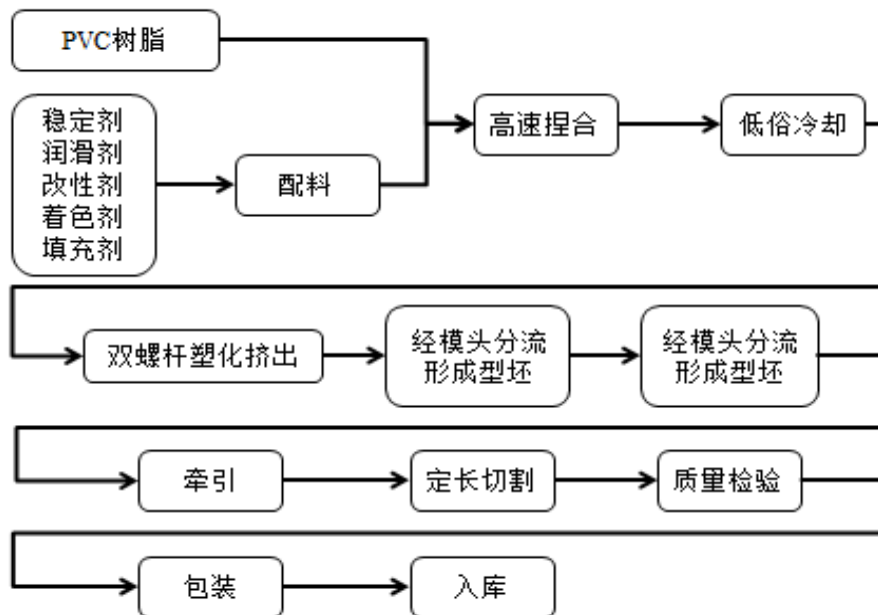 PVC树脂
稳定剂
润滑剂
改性剂
着色剂
填充剂
配料
高速捏合
低俗冷却
双螺杆塑化挤出
经模头分流
形成型坯
经模头分流
形成型坯
牵引
定长切割
质量检验
包装
入库